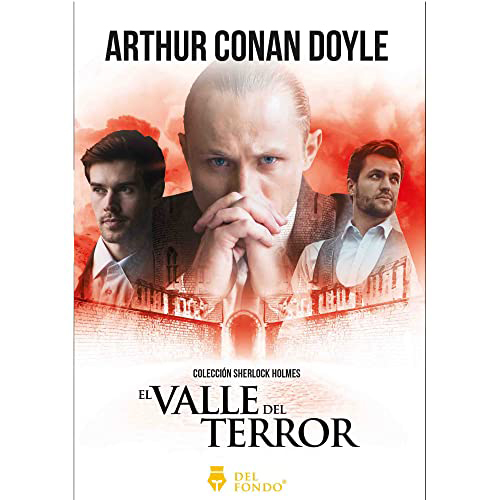 ARTHUR CONAN DOYLE
COLECCIÓN SHERLOCK HOLMES
EL VALLE DEL
TERROR
DEL
FONDO®